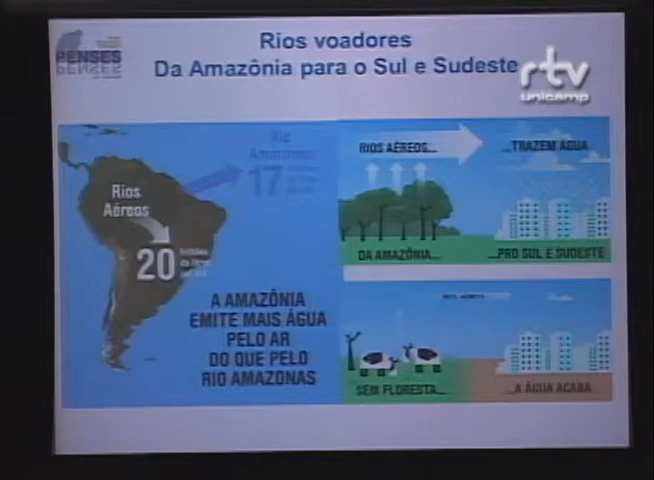 PENSES
Rios voadores
Da Amazônia para o Sul e Sudeste
rtv
unicamp
Rio
Amazonas
17
Rios
Aéreos
20
A AMAZÔNIA
EMITE MAIS ÁGUA
PELO AR
DO QUE PELO
RIO AMAZONAS
RIOS AÉREOS...
...TRAZEM ÁGUA
DA AMAZÔNIA...
...PRO SUL E SUDESTE
SEM FLORESTA...
...A ÁGUA ACABA